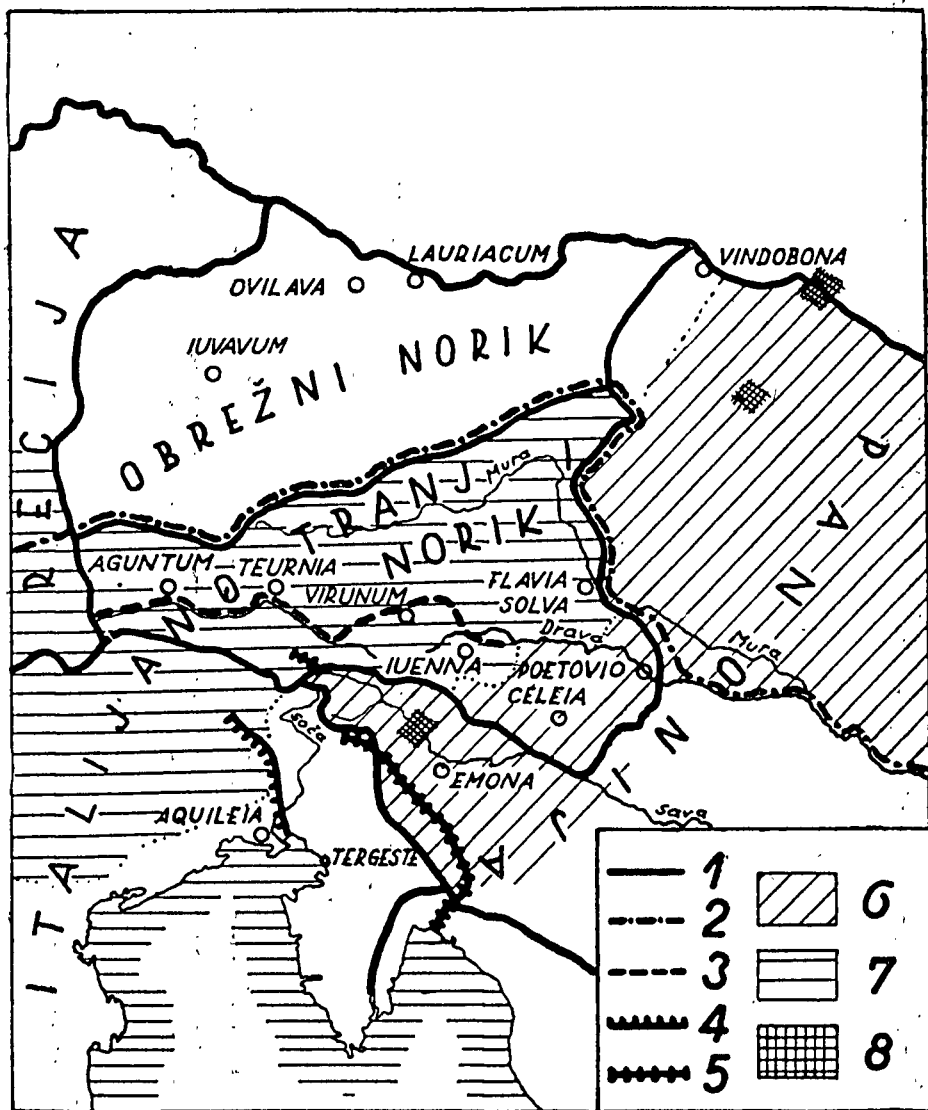 RECIJA
LAURIACUM
OVILAVA
VINDOBONA
IUVAVUM
OBREŽNI NORIK
Mura
NOTRANJI
NORIK
AGUNTUM
TEURNIA
VIRUNUM
FLAVIA
SOLVA
Drava
Mura
IUENNA
POETOVIO
CELEIA
PANONIJA
Soča
EMONA
Sava
AQUILEIA
TERGESTE
ITALIJA
1
2
3
4
5
6
7
8